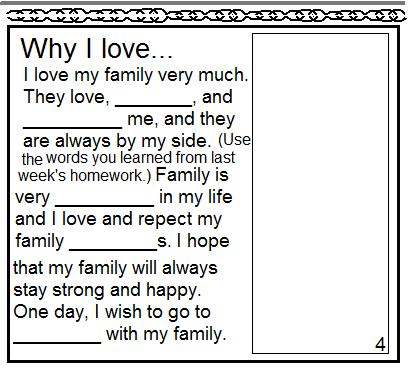 Why I love...
I love my family very much.
They love, ________, and
__________ me, and they
are always by my side. (Use
the words you learned from last
week's homework.) Family is
very __________ in my life
and I love and repect my
family _________s. I hope
that my family will always
stay strong and happy.
One day, I wish to go to
_________ with my family.
4